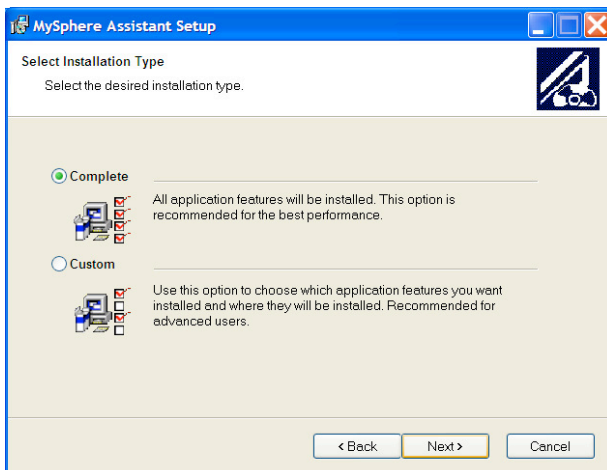 MySphere Assistant Setup
Select Installation Type
Select the desired installation type.
Complete
All application features will be installed. This option is
recommended for the best performance.
Custom
Use this option to choose which application features you want
installed and where they will be installed. Recommended for
advanced users.
< Back
Next >
Cancel